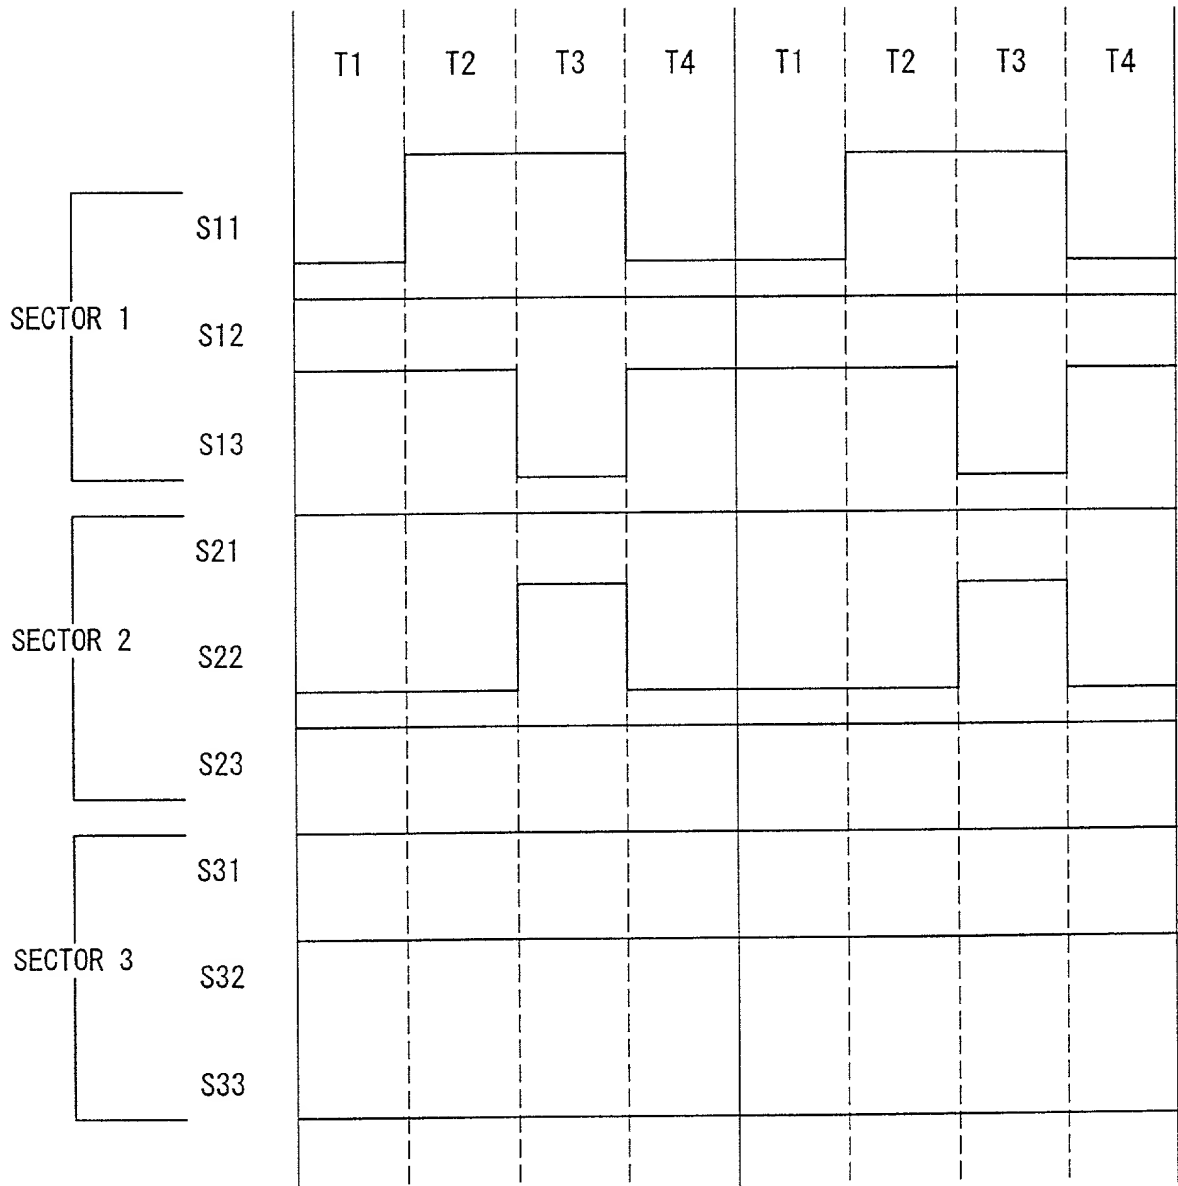 T1 T2 T3 T4 T1 T2 T3 T4
S11
SECTOR 1
S12
S13
S21
SECTOR 2
S22
S23
S31
SECTOR 3
S32
S33